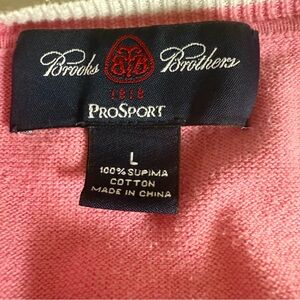 Brooks Brothers
1818
PROSPORT
L
100% SUPIMA
COTTON
MADE IN CHINA